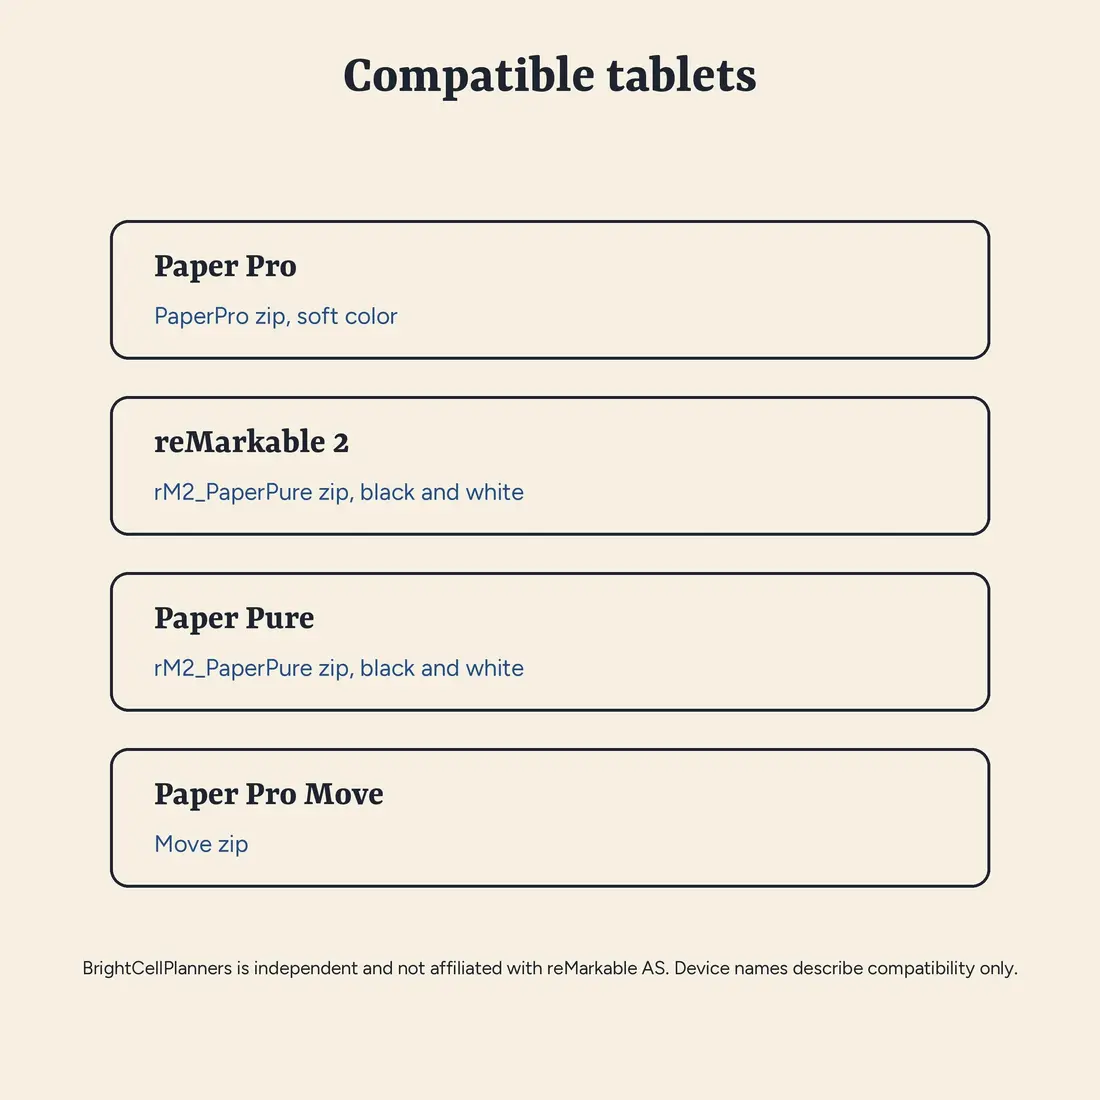 Compatible tablets
Paper Pro
PaperPro zip, soft color
reMarkable 2
rM2_PaperPure zip, black and white
Paper Pure
rM2_PaperPure zip, black and white
Paper Pro Move
Move zip
BrightCellPlanners is independent and not affiliated with reMarkable AS. Device names describe compatibility only.